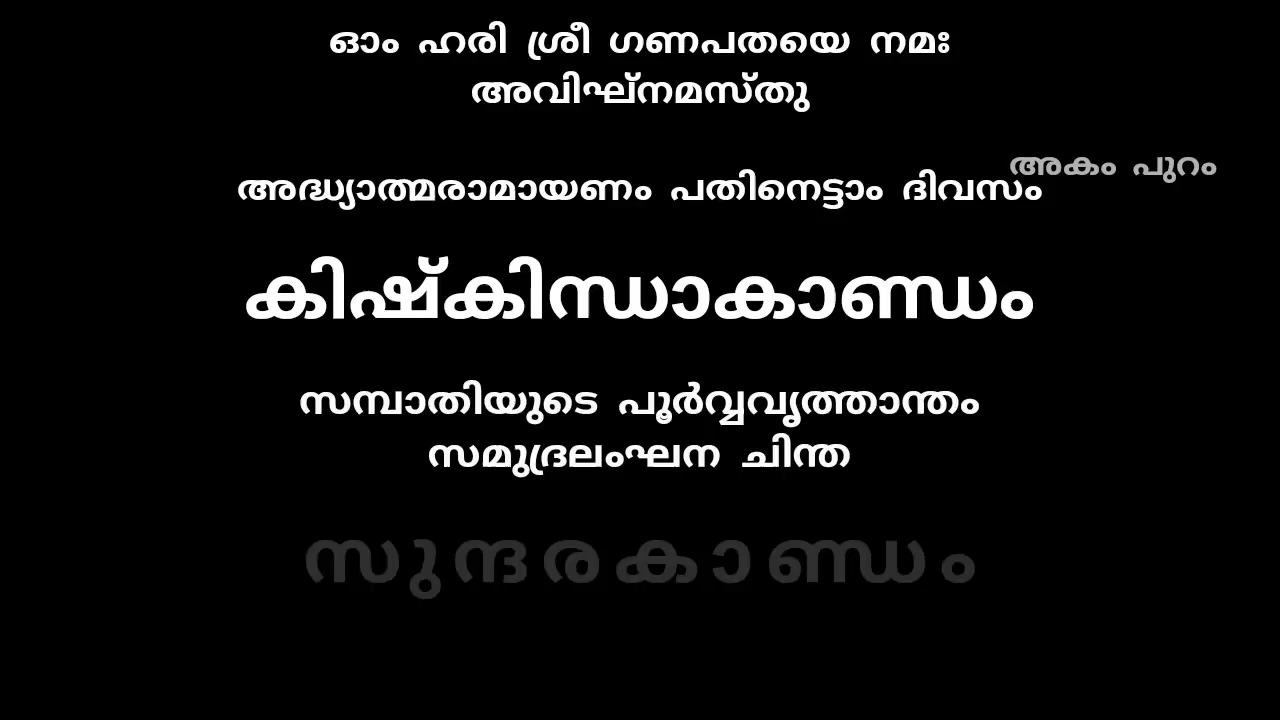 ഓം ഹരി ശ്രീ ഗണപതയെ നമഃ
അവിഘ്നമസ്തു
അകം പുറം
അദ്ധ്യാത്മരാമായണം പതിനെട്ടാം ദിവസം
കിഷ്കിന്ധാകാണ്ഡം
സമ്പാതിയുടെ പൂർവ്വവൃത്താന്തം
സമുദ്രലംഘന ചിന്ത
സുന്ദരകാണ്ഡം